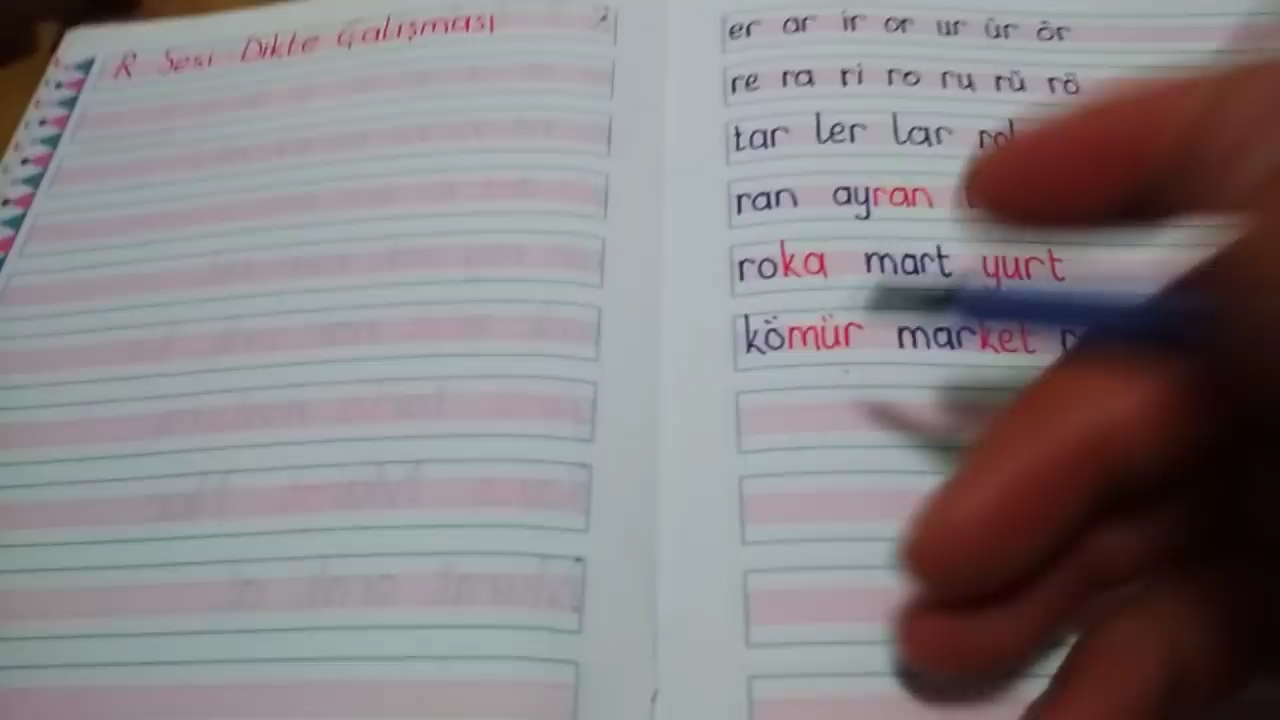 R Sesi Dikte Çalışması
er ar ir or ur ür ör
re ra ri ro ru rü rö
tar ler lar
ran ayran
roka mart yurt
kömür market